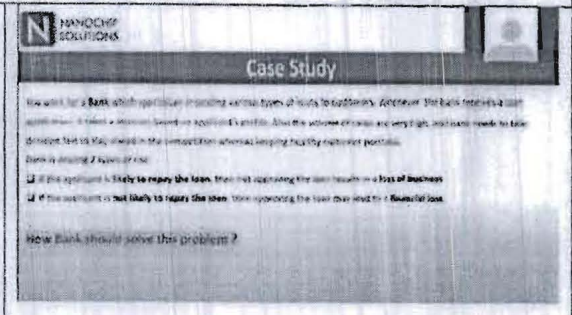 NANOCHIP
SOLUTIONS
Case Study
You work for a Bank which specialises in lending various types of loans to customers. Whenever the bank receives a loan
application, it takes a decision based on applicant's profile. Also the volume of cases are very high, and bank needs to take
decision fast to stay ahead in the competition whereas keeping healthy customer portfolio.
Bank is having 2 types of risk
If the applicant is likely to repay the loan, then not approving the loan results in a loss of business
If the applicant is not likely to repay the loan, then approving the loan may lead to a financial loss
How Bank should solve this problem ?